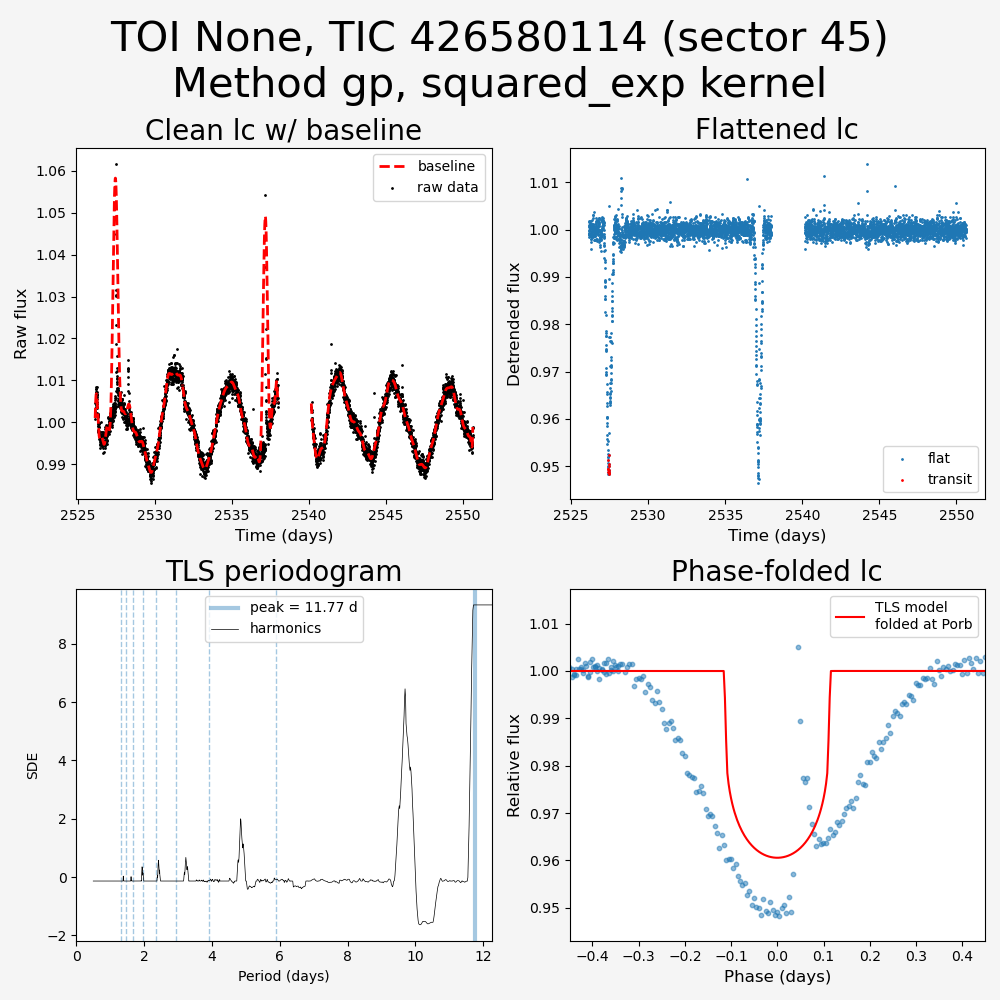 TOI None, TIC 426580114 (sector 45)
Method gp, squared_exp kernel
Clean lc w/ baseline
baseline
raw data
Raw flux
1.06
1.05
1.04
1.03
1.02
1.01
1.00
0.99
2525
2530
2535
2540
2545
2550
Time (days)
Flattened lc
Detrended flux
1.01
1.00
0.99
0.98
0.97
0.96
0.95
flat
transit
2525
2530
2535
2540
2545
2550
Time (days)
TLS periodogram
peak = 11.77 d
harmonics
SDE
8
6
4
2
0
−2
0
2
4
6
8
10
12
Period (days)
Phase-folded lc
TLS model
folded at Porb
Relative flux
1.01
1.00
0.99
0.98
0.97
0.96
0.95
−0.4
−0.3
−0.2
−0.1
0.0
0.1
0.2
0.3
0.4
Phase (days)